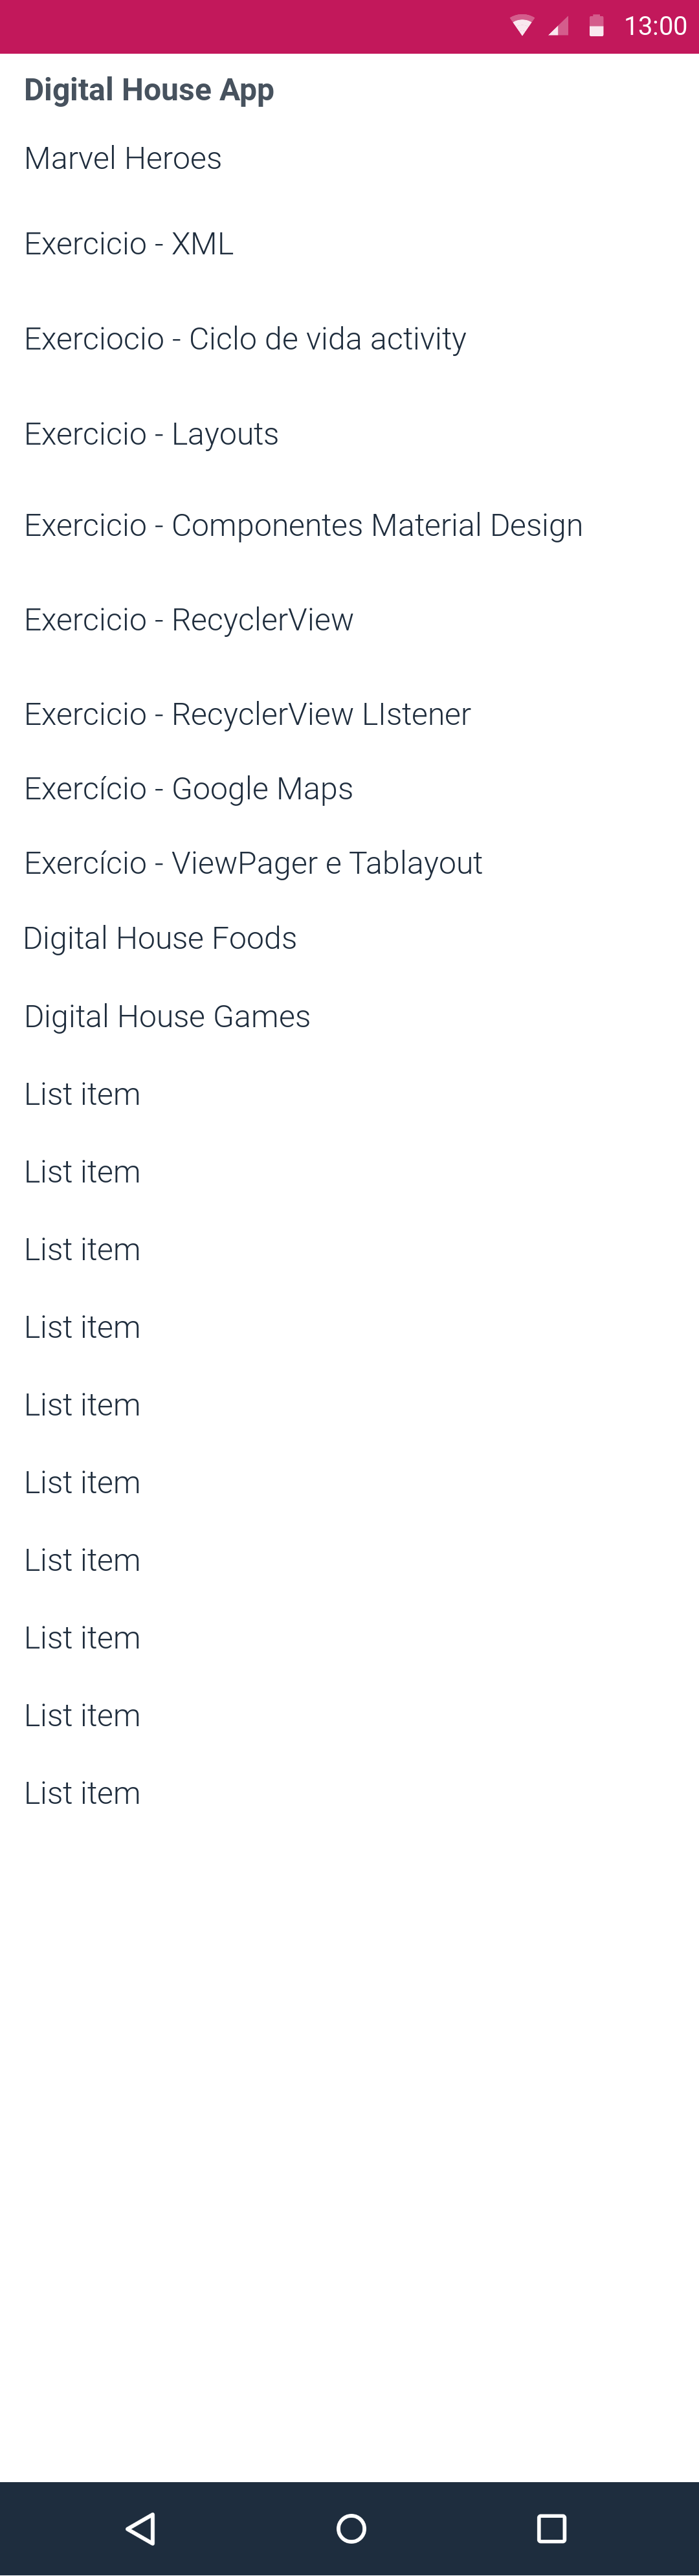 13:00
Digital House App
Marvel Heroes
Exercicio - XML
Exerciocio - Ciclo de vida activity
Exercicio - Layouts
Exercicio - Componentes Material Design
Exercicio - RecyclerView
Exercicio - RecyclerView LIstener
Exercício - Google Maps
Exercício - ViewPager e Tablayout
Digital House Foods
Digital House Games
List item
List item
List item
List item
List item
List item
List item
List item
List item
List item